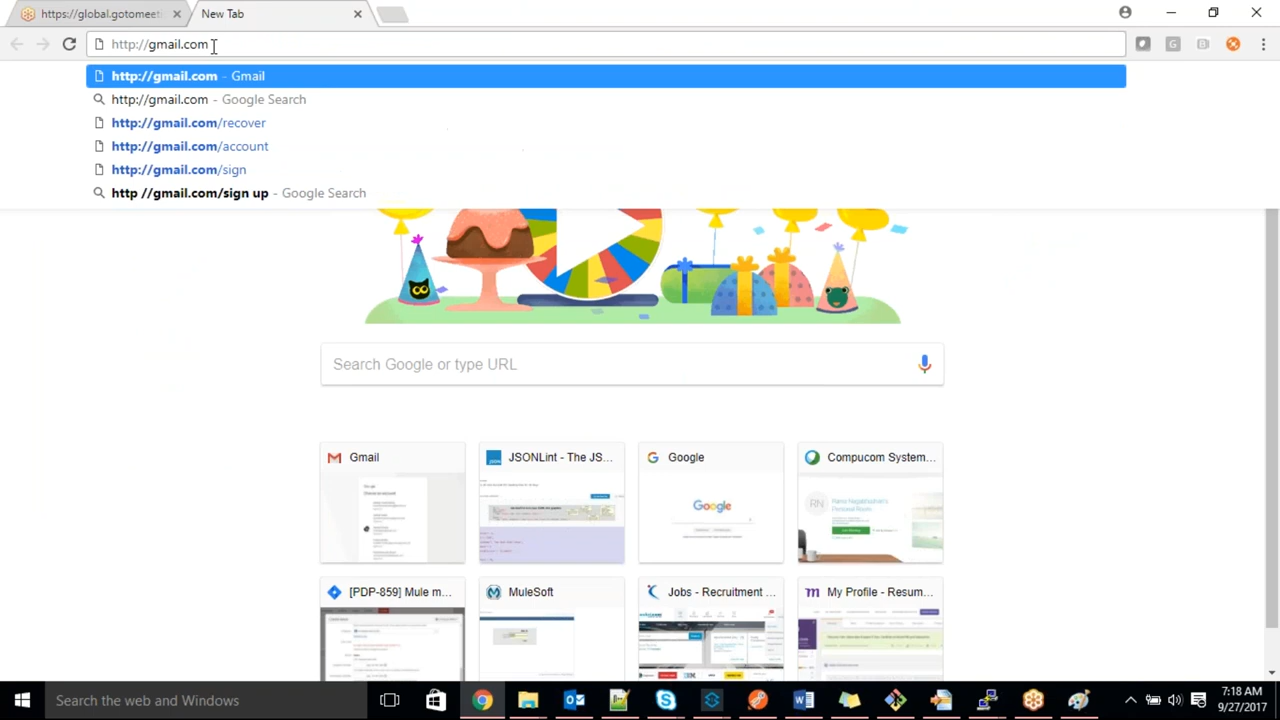 https://global.gotomeeti
New Tab
http://gmail.com
http://gmail.com - Gmail
http://gmail.com - Google Search
http://gmail.com/recover
http://gmail.com/account
http://gmail.com/sign
http //gmail.com/sign up - Google Search
Search Google or type URL
Gmail
JSONLint - The JS...
Google
Compucom System...
Google
[PDP-859] Mule m...
MuleSoft
Jobs - Recruitment ...
My Profile - Resum...
Search the web and Windows
7:18 AM
9/27/2017